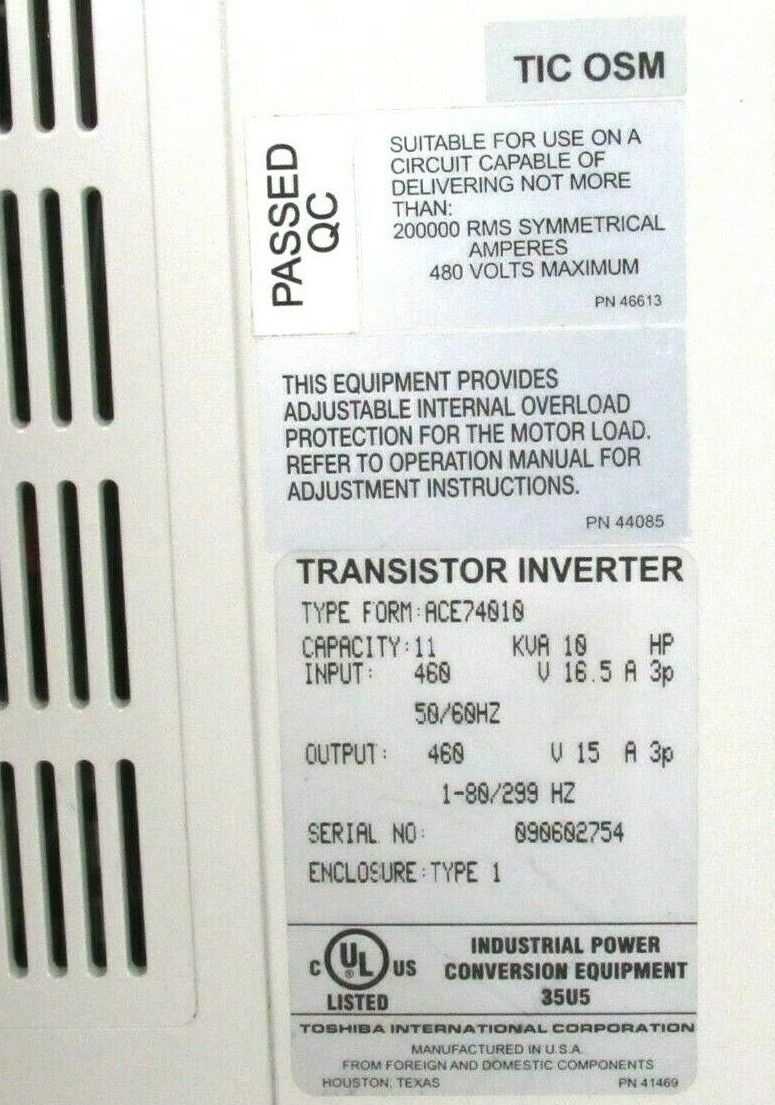 TIC OSM
PASSED
QC
SUITABLE FOR USE ON A
CIRCUIT CAPABLE OF
DELIVERING NOT MORE
THAN:
200000 RMS SYMMETRICAL
AMPERES
480 VOLTS MAXIMUM
PN 46613
THIS EQUIPMENT PROVIDES
ADJUSTABLE INTERNAL OVERLOAD
PROTECTION FOR THE MOTOR LOAD.
REFER TO OPERATION MANUAL FOR
ADJUSTMENT INSTRUCTIONS.
PN 44085
TRANSISTOR INVERTER
TYPE FORM:ACE74010
CAPACITY:11 KVA 10 HP
INPUT: 460 V 16.5 A 3p
50/60HZ
OUTPUT: 460 V 15 A 3p
1-80/299 HZ
SERIAL NO: 090602754
ENCLOSURE:TYPE 1
C UL ® US
LISTED
INDUSTRIAL POWER
CONVERSION EQUIPMENT
35U5
TOSHIBA INTERNATIONAL CORPORATION
MANUFACTURED IN U.S.A.
FROM FOREIGN AND DOMESTIC COMPONENTS
HOUSTON, TEXAS PN 41469